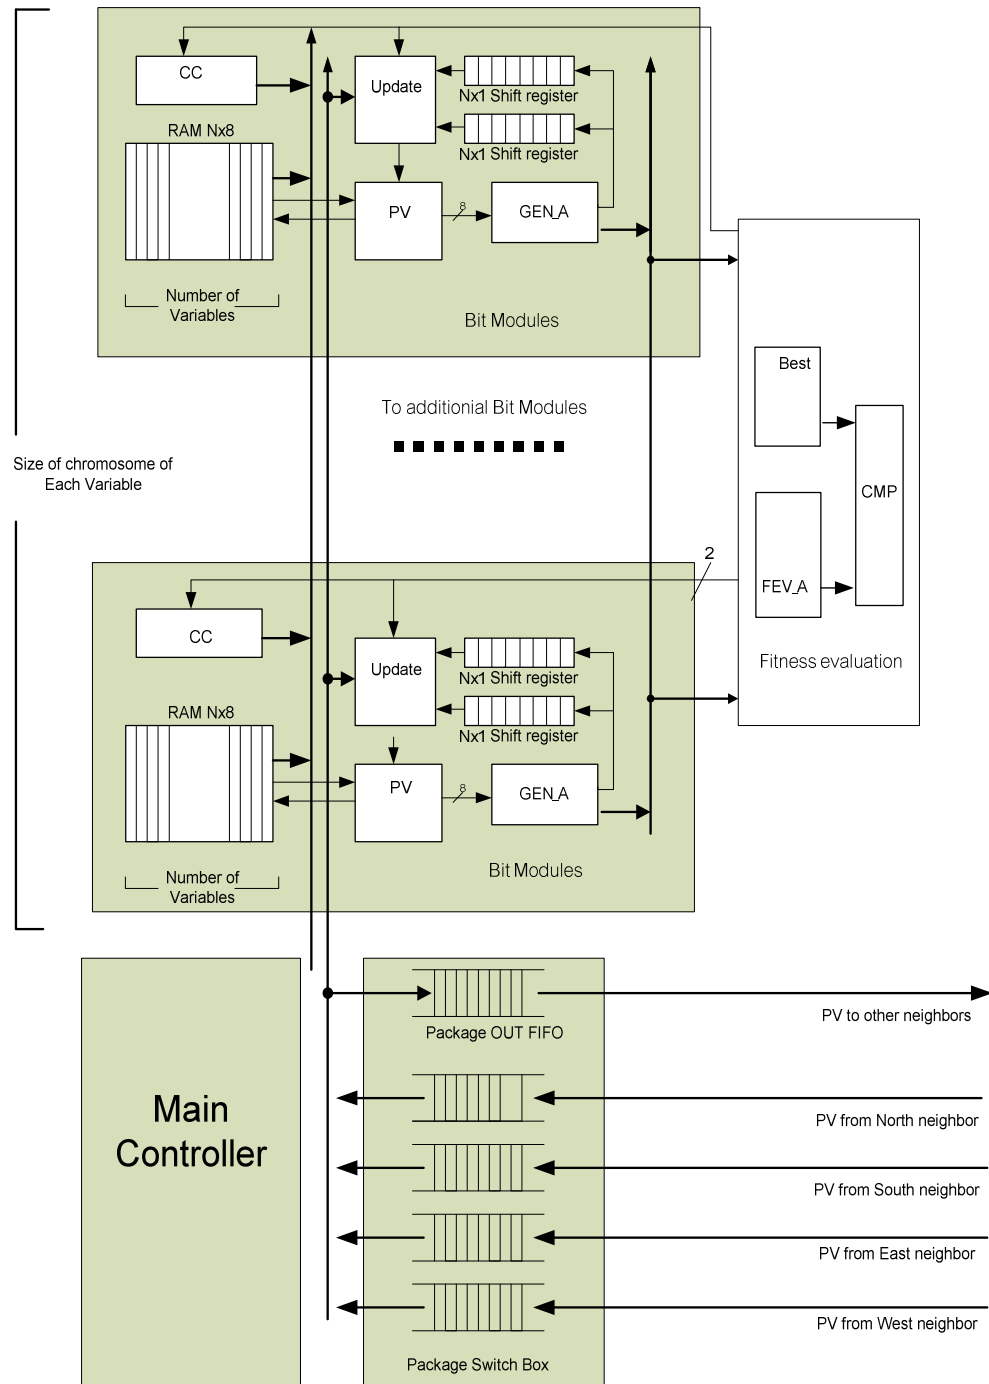 CC
Update
Nx1 Shift register
RAM Nx8
Nx1 Shift register
PV
8
GEN_A
Number of
Variables
Bit Modules
Best
To additionial Bit Modules
Size of chromosome of
Each Variable
CMP
2
FEV_A
Fitness evaluation
CC
Update
Nx1 Shift register
RAM Nx8
Nx1 Shift register
PV
8
GEN_A
Number of
Variables
Bit Modules
PV to other neighbors
Package OUT FIFO
Main
Controller
PV from North neighbor
PV from South neighbor
PV from East neighbor
PV from West neighbor
Package Switch Box